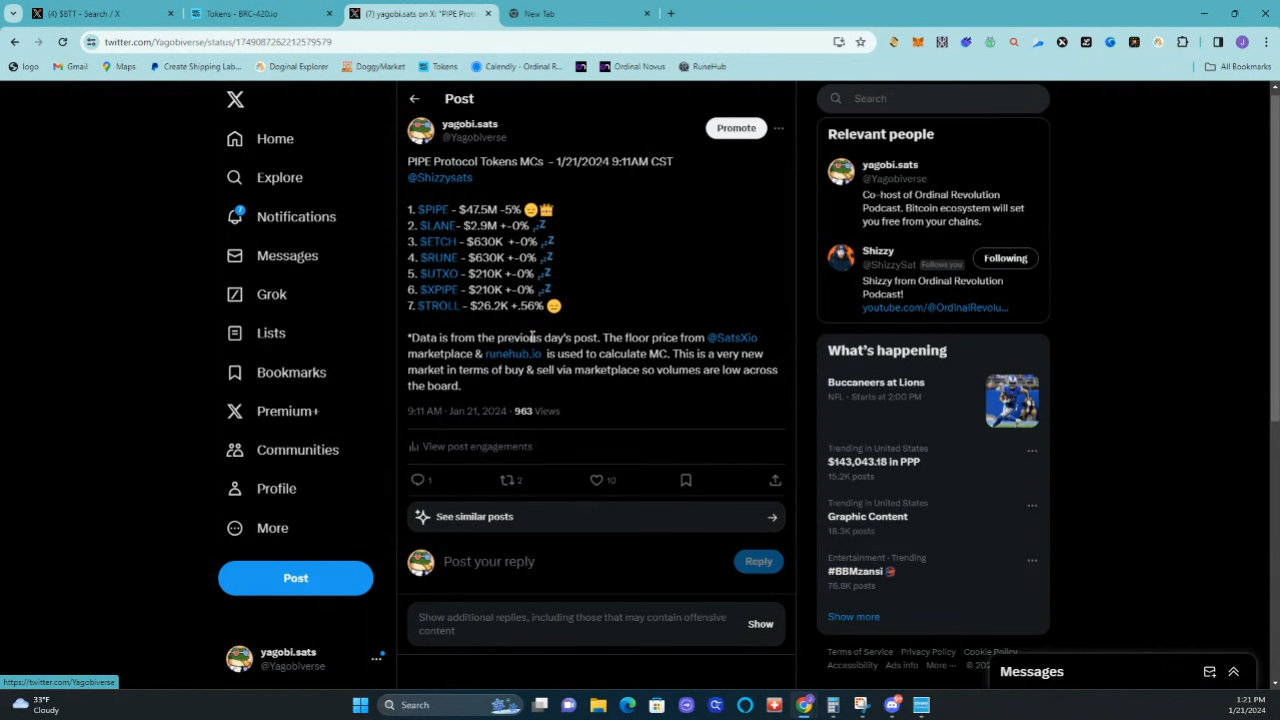 (4) $BTT - Search / X
Tokens - BRC-420.io
(7) yagobi.sats on X: "PIPE Prot
New Tab
twitter.com/Yagobiverse/status/1749087262212579579
logo
Gmail
Maps
Create Shipping Lab...
Doginal Explorer
DoggyMarket
Tokens
Calendly - Ordinal R...
Ordinal Novus
RuneHub
All Bookmarks
Home
Explore
Notifications
Messages
Grok
Lists
Bookmarks
Premium+
Communities
Profile
More
Post
yagobi.sats
@Yagobiverse
Post
yagobi.sats
@Yagobiverse
Promote
PIPE Protocol Tokens MCs - 1/21/2024 9:11AM CST
@Shizzysats
1. $PIPE - $47.5M -5% 😑👑
2. $LANE- $2.9M +-0% 💤
3. $ETCH - $630K +-0% 💤
4. $RUNE - $630K +-0% 💤
5. $UTXO - $210K +-0% 💤
6. $XPIPE - $210K +-0% 💤
7. $TROLL - $26.2K +.56% 😑
*Data is from the previous day's post. The floor price from @SatsXio
marketplace & runehub.io is used to calculate MC. This is a very new
market in terms of buy & sell via marketplace so volumes are low across
the board.
9:11 AM · Jan 21, 2024 · 963 Views
View post engagements
1
2
10
See similar posts
Post your reply
Reply
Show additional replies, including those that may contain offensive
content
Show
Search
Relevant people
yagobi.sats
@Yagobiverse
Co-host of Ordinal Revolution
Podcast. Bitcoin ecosystem will set
you free from your chains.
Shizzy
@ShizzySat Follows you
Following
Shizzy from Ordinal Revolution
Podcast!
youtube.com/@OrdinalRevolu...
What's happening
Buccaneers at Lions
NFL · Starts at 2:00 PM
Trending in United States
$143,043.18 in PPP
15.2K posts
Trending in United States
Graphic Content
18.3K posts
Entertainment · Trending
#BBMzansi
75.8K posts
Show more
Terms of Service Privacy Policy Cookie Policy
Accessibility Ads info More ··· © 202
Messages
https://twitter.com/Yagobiverse
33°F
Cloudy
Search
1:21 PM
1/21/2024